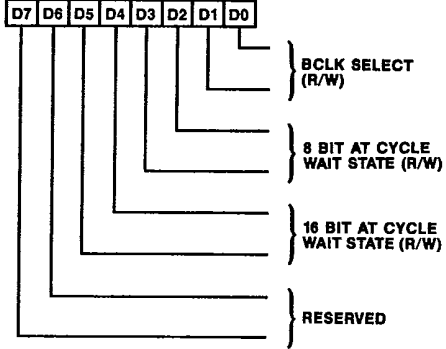 D7 D6 D5 D4 D3 D2 D1 D0
BCLK SELECT
(R/W)
8 BIT AT CYCLE
WAIT STATE (R/W)
16 BIT AT CYCLE
WAIT STATE (R/W)
RESERVED